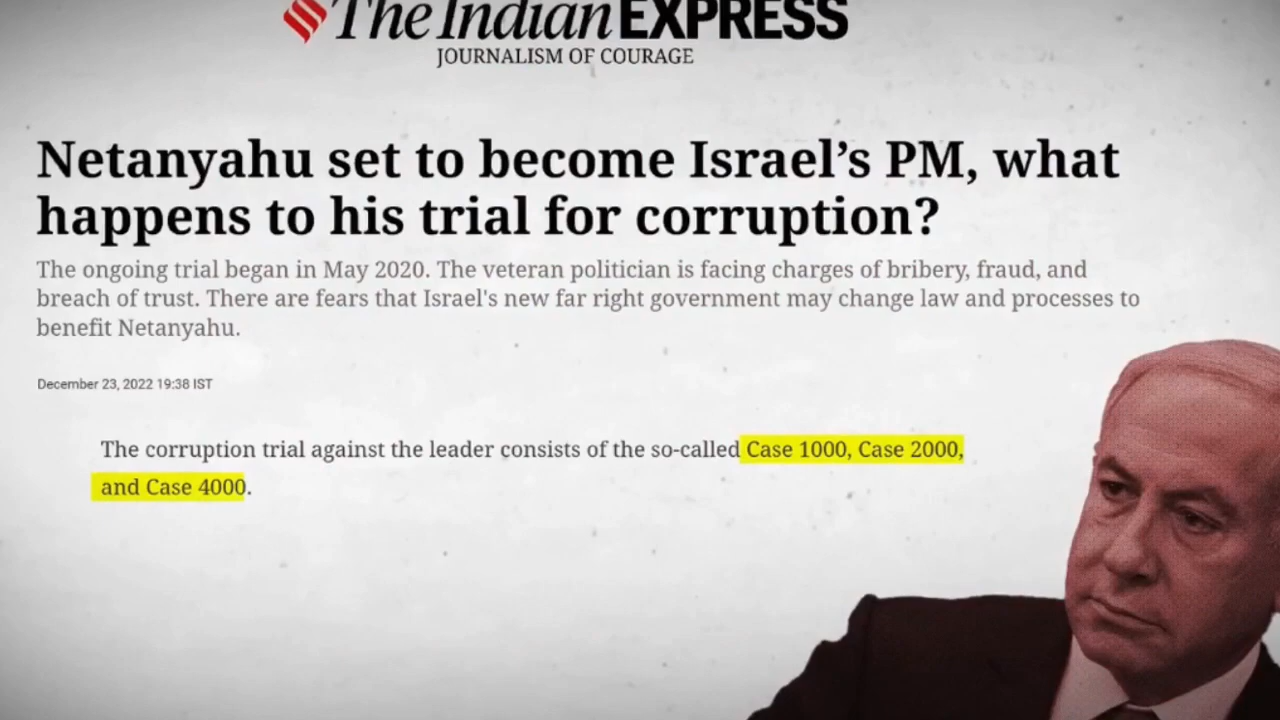 The Indian EXPRESS
JOURNALISM OF COURAGE
Netanyahu set to become Israel’s PM, what
happens to his trial for corruption?
The ongoing trial began in May 2020. The veteran politician is facing charges of bribery, fraud, and
breach of trust. There are fears that Israel's new far right government may change law and processes to
benefit Netanyahu.
December 23, 2022 19:38 IST
The corruption trial against the leader consists of the so-called Case 1000, Case 2000,
and Case 4000.